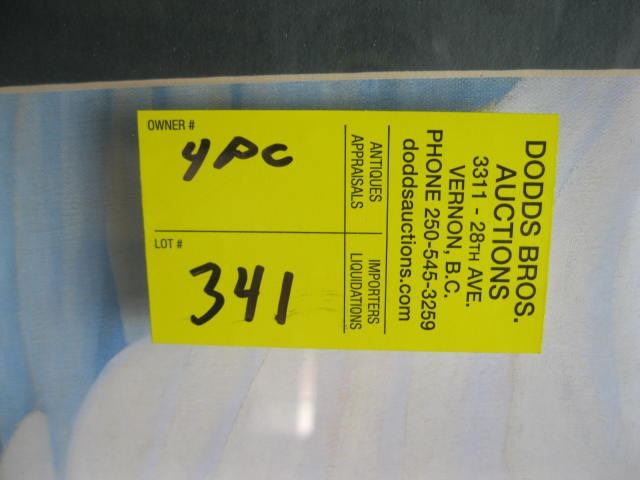 OWNER #
4PC
LOT #
341
ANTIQUES
APPRAISALS
IMPORTERS
LIQUIDATIONS
DODDS BROS.
AUCTIONS
3311 - 28TH AVE.
VERNON, B.C.
PHONE 250-545-3259
doddsauctions.com